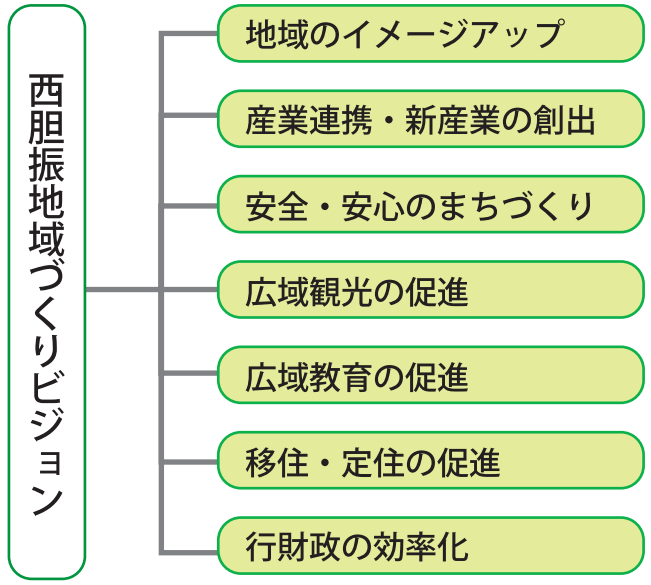 西胆振地域づくりビジョン
地域のイメージアップ
産業連携・新産業の創出
安全・安心のまちづくり
広域観光の促進
広域教育の促進
移住・定住の促進
行財政の効率化